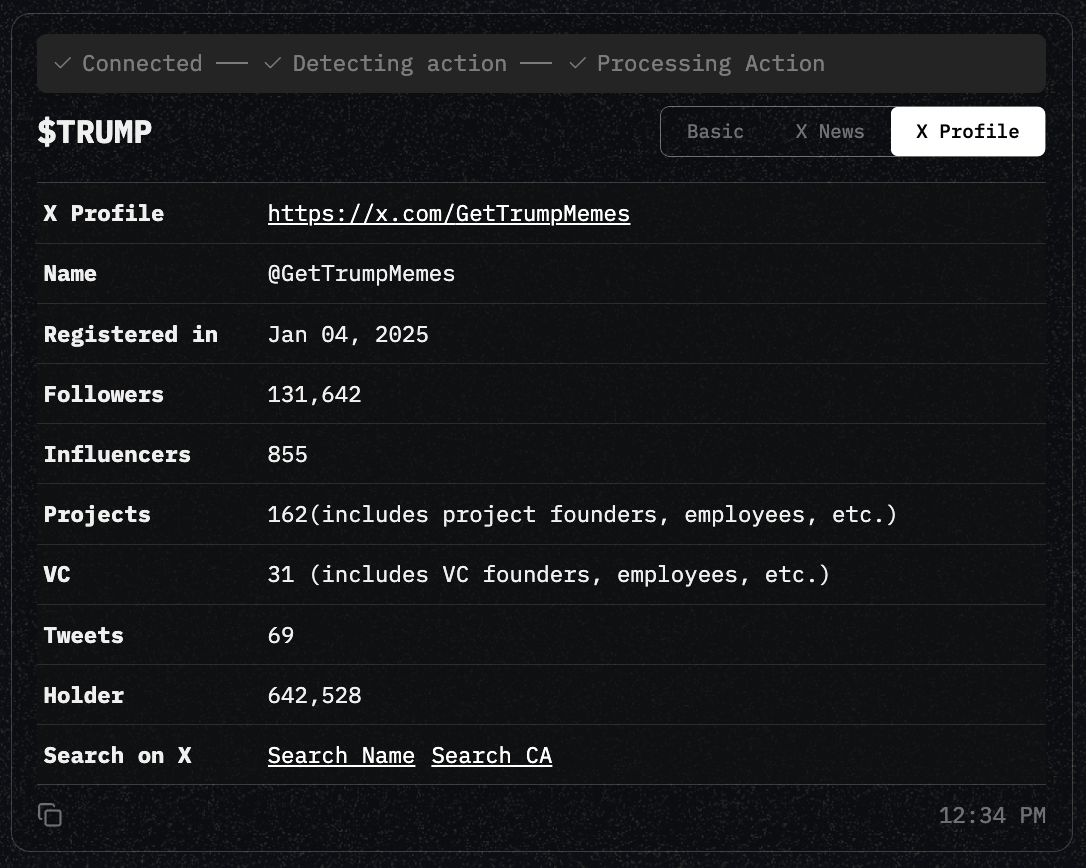 Connected — Detecting action — Processing Action
$TRUMP
Basic X News X Profile
X Profile https://x.com/GetTrumpMemes
Name @GetTrumpMemes
Registered in Jan 04, 2025
Followers 131,642
Influencers 855
Projects 162(includes project founders, employees, etc.)
VC 31 (includes VC founders, employees, etc.)
Tweets 69
Holder 642,528
Search on X Search Name Search CA
12:34 PM